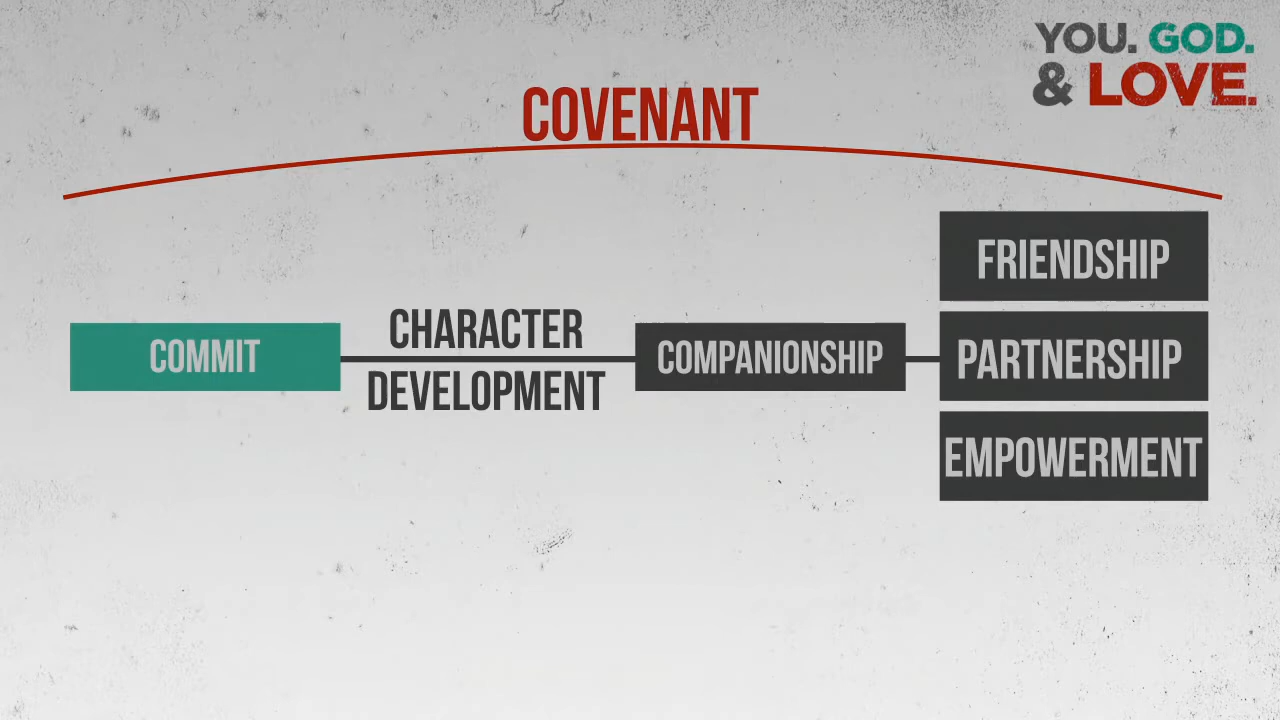 YOU. GOD.
& LOVE.
COVENANT
COMMIT
CHARACTER
DEVELOPMENT
COMPANIONSHIP
FRIENDSHIP
PARTNERSHIP
EMPOWERMENT